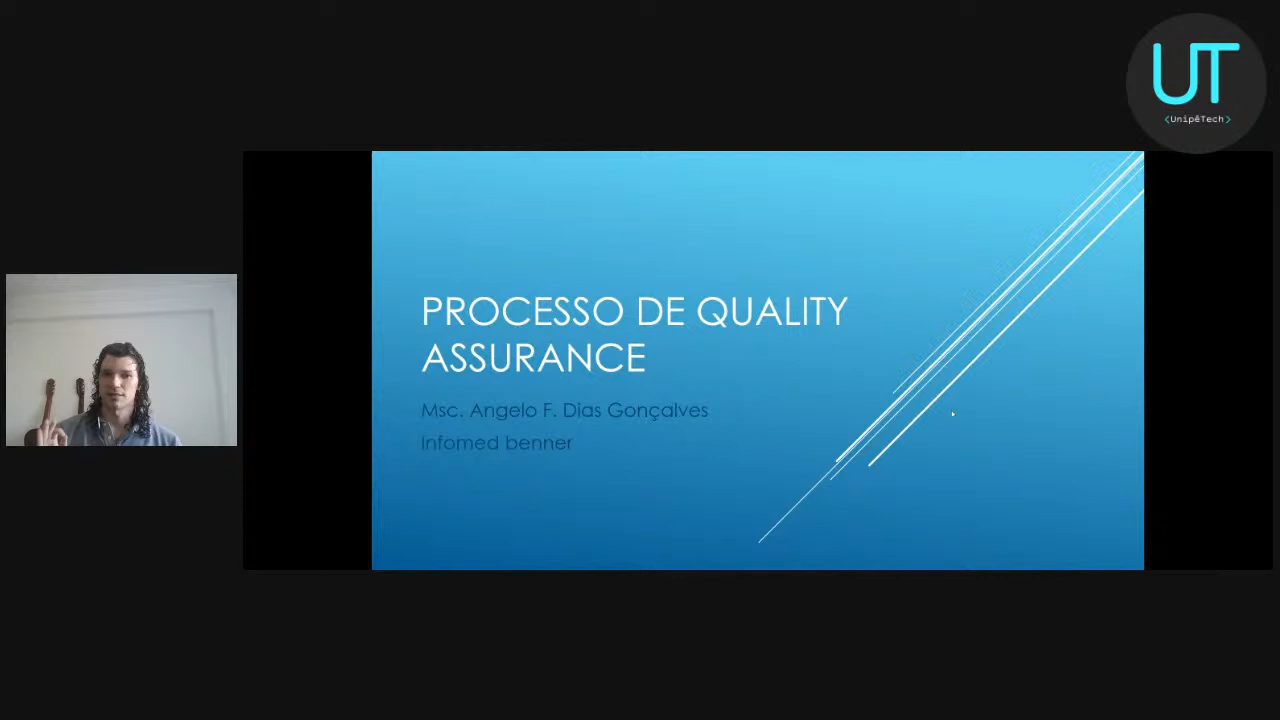 UT
<UnipêTech>
PROCESSO DE QUALITY
ASSURANCE
Msc. Angelo F. Dias Gonçalves
Infomed benner